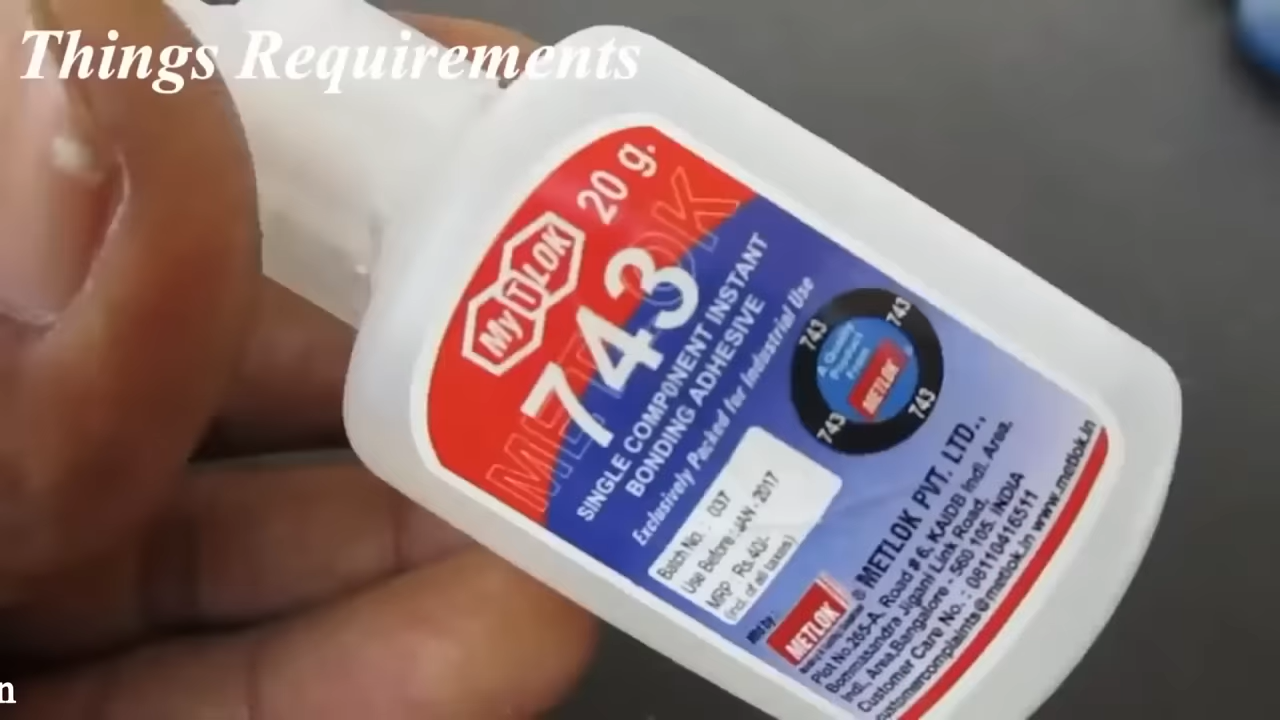 Things Requirements
20 g.
MyTLOK
743
METLOK
SINGLE COMPONENT INSTANT
BONDING ADHESIVE
Exclusively Packed for Industrial Use
743
743
743
743
A Quality
Product
From
METLOK
Batch No. : 037
Use Before : JAN - 2017
MRP : Rs.40/-
(incl. of all taxes)
Mfd by :
METLOK
® METLOK PVT. LTD.,
Plot No.265-A, Road # 6, KAIDB Indl. Area,
Bommasandra Jigani Link Road,
Indl. Area,Bangalore - 560 105. INDIA
Customer Care No. : 08110416511
customercomplaints@metlok.in www.metlok.in
n